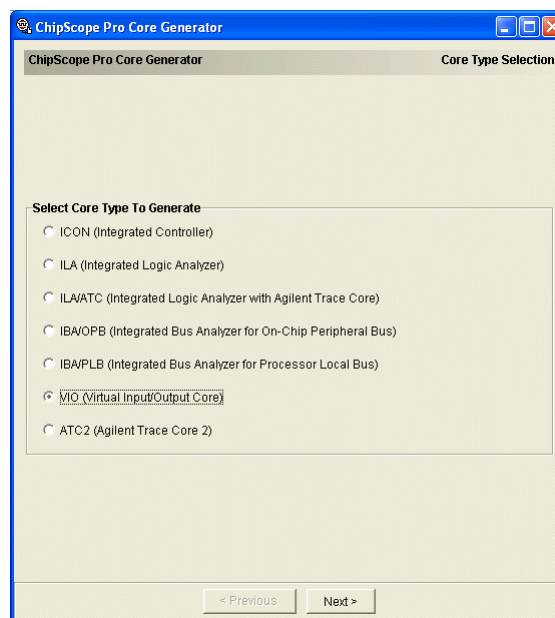 ChipScope Pro Core Generator
ChipScope Pro Core Generator Core Type Selection
Select Core Type To Generate
ICON (Integrated Controller)
ILA (Integrated Logic Analyzer)
ILA/ATC (Integrated Logic Analyzer with Agilent Trace Core)
IBA/OPB (Integrated Bus Analyzer for On-Chip Peripheral Bus)
IBA/PLB (Integrated Bus Analyzer for Processor Local Bus)
VIO (Virtual Input/Output Core)
ATC2 (Agilent Trace Core 2)
< Previous Next >